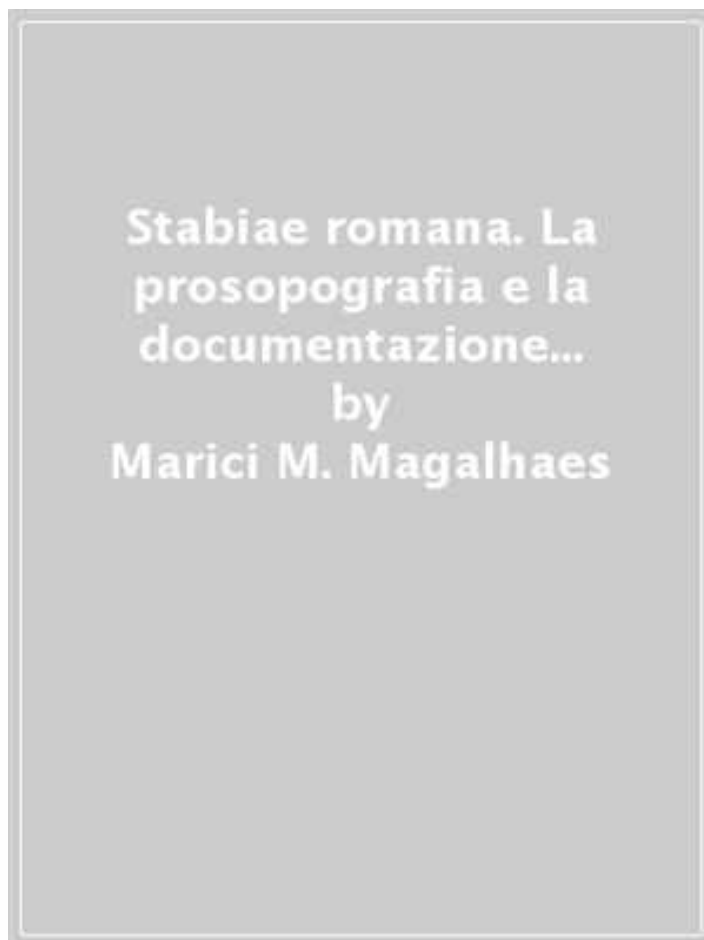 Stabiae romana. La
prosopografia e la
documentazione...
by
Marici M. Magalhaes